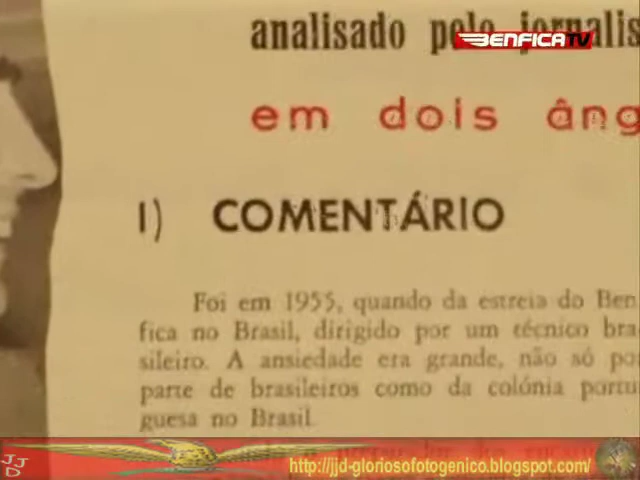 analisado pelo jornalis
BENFICA TV
em dois âng
I) COMENTÁRIO
Foi em 1955, quando da estreia do Ben
fica no Brasil, dirigido por um técnico bra
sileiro. A ansiedade era grande, não só po
parte de brasileiros como da colónia portu
guesa no Brasil.
JJD
http://jjd-gloriosofotogenico.blogspot.com/